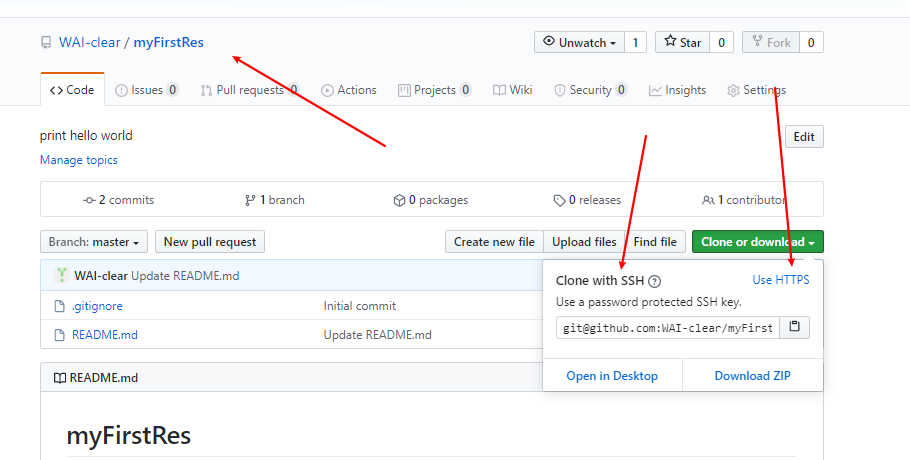 WAI-clear / myFirstRes
Unwatch 1 Star 0 Fork 0
Code Issues 0 Pull requests 0 Actions Projects 0 Wiki Security 0 Insights Settings
print hello world
Edit
Manage topics
2 commits 1 branch 0 packages 0 releases 1 contributor
Branch: master New pull request Create new file Upload files Find file Clone or download
WAI-clear Update README.md
Clone with SSH ? Use HTTPS
Use a password protected SSH key.
git@github.com:WAI-clear/myFirst
Open in Desktop Download ZIP
.gitignore Initial commit
README.md Update README.md
README.md
myFirstRes